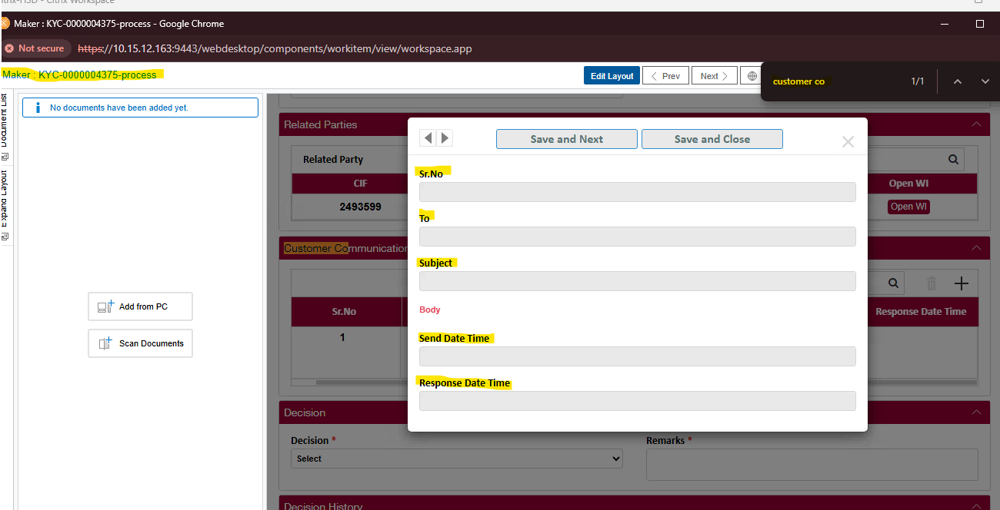 Citrix Workspace
Maker : KYC-0000004375-process - Google Chrome
Not secure
https://10.15.12.163:9443/webdesktop/components/workitem/view/workspace.app
Maker : KYC-0000004375-process
Edit Layout
Prev
Next
customer co
1/1
Document List
Expand Layout
No documents have been added yet.
Add from PC
Scan Documents
Related Parties
Related Party
CIF
Open WI
2493599
Open WI
Customer Communication
Sr.No
Response Date Time
1
Save and Next
Save and Close
Sr.No
To
Subject
Body
Send Date Time
Response Date Time
Decision
Decision *
Remarks *
Select
Decision History